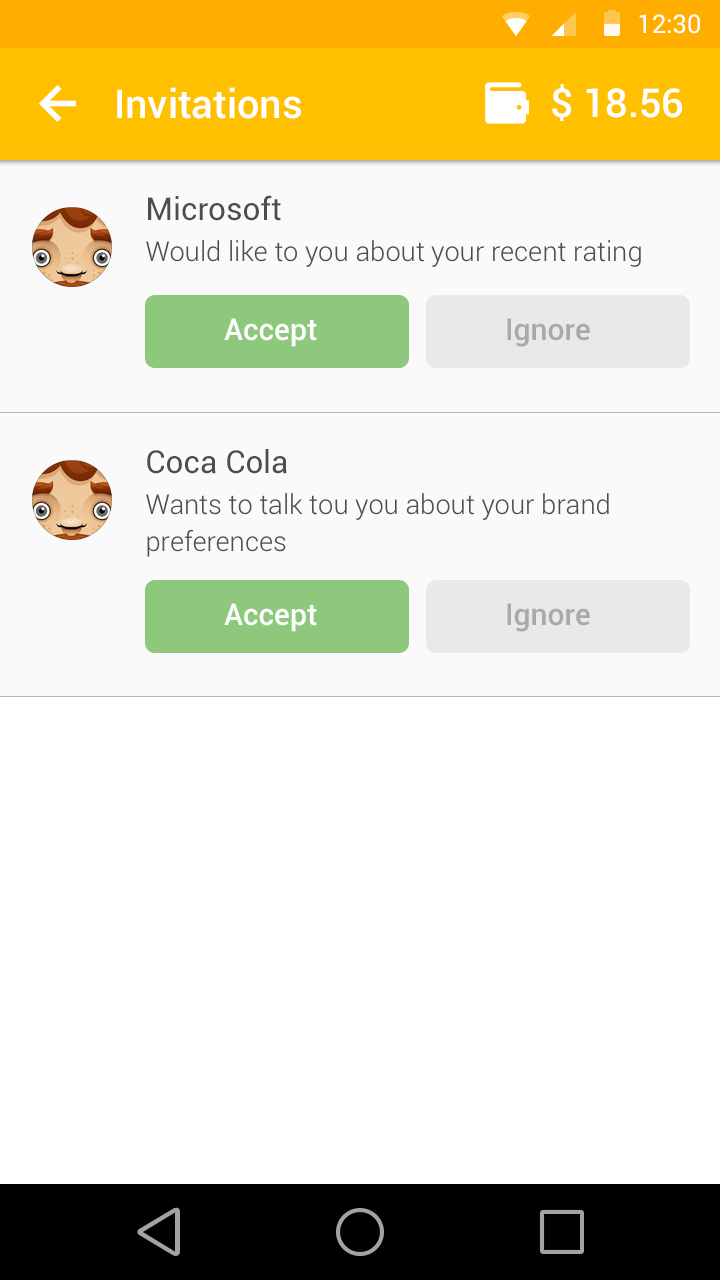 12:30
Invitations
$ 18.56
Microsoft
Would like to you about your recent rating
Accept
Ignore
Coca Cola
Wants to talk tou you about your brand
preferences
Accept
Ignore